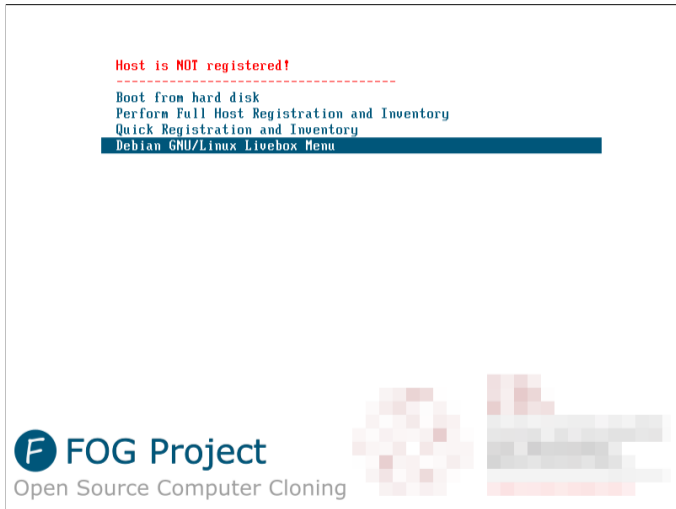 Host is NOT registered!
-------------------------------------
Boot from hard disk
Perform Full Host Registration and Inventory
Quick Registration and Inventory
Debian GNU/Linux Livebox Menu
FOG Project
Open Source Computer Cloning